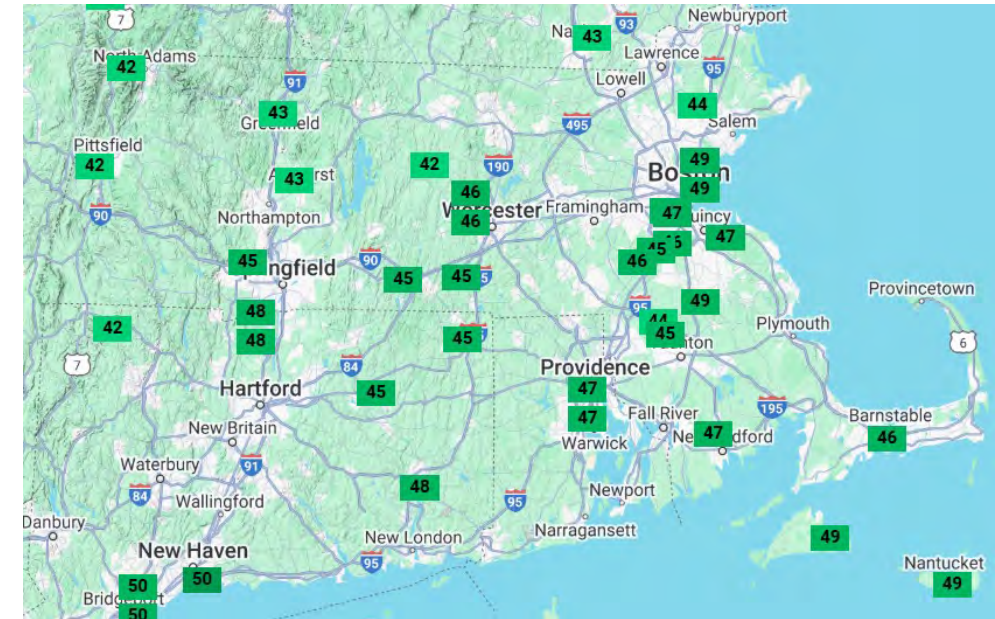 7
93
Newburyport
43
North Adams
42
Lawrence
95
91
Lowell
44
43
Greenfield
495
Salem
Pittsfield
42
42
190
49
Boston
43
46
49
90
Northampton
Worcester
46
Framingham
47
Quincy
47
45
46
45
Springfield
90
45
45
46
Provincetown
49
95
48
44
42
48
45
45
Plymouth
6
7
84
Providence
Hartford
45
47
47
Fall River
195
Barnstable
New Britain
Warwick
47
46
Waterbury
91
84
48
Wallingford
95
Newport
Danbury
New London
Narragansett
49
New Haven
95
Nantucket
50
50
49
Bridgeport
50